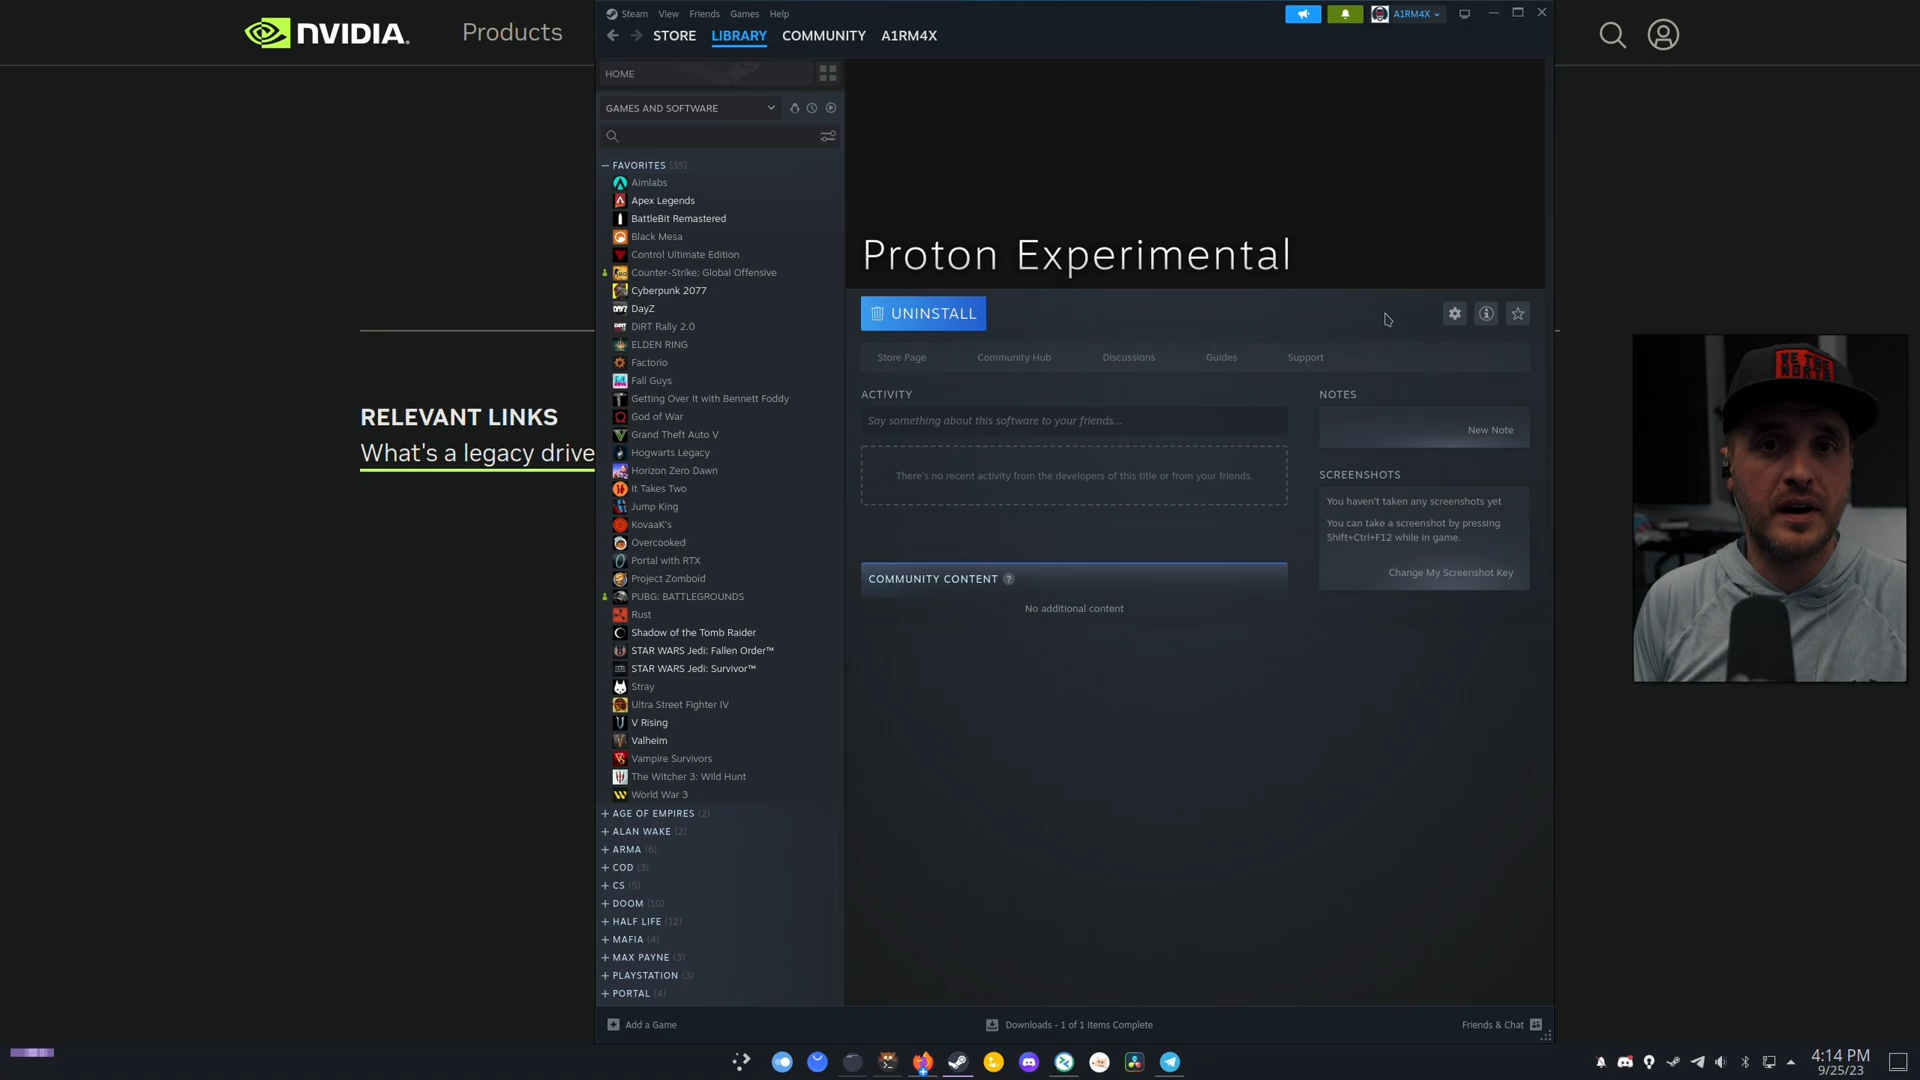 NVIDIA.
Products
Steam
View
Friends
Games
Help
A1RM4X
STORE
LIBRARY
COMMUNITY
A1RM4X
HOME
GAMES AND SOFTWARE
FAVORITES (35)
Aimlabs
Apex Legends
BattleBit Remastered
Black Mesa
Control Ultimate Edition
Counter-Strike: Global Offensive
Cyberpunk 2077
DayZ
DiRT Rally 2.0
ELDEN RING
Factorio
Fall Guys
Getting Over It with Bennett Foddy
God of War
Grand Theft Auto V
Hogwarts Legacy
Horizon Zero Dawn
It Takes Two
Jump King
KovaaK's
Overcooked
Portal with RTX
Project Zomboid
PUBG: BATTLEGROUNDS
Rust
Shadow of the Tomb Raider
STAR WARS Jedi: Fallen Order™
STAR WARS Jedi: Survivor™
Stray
Ultra Street Fighter IV
V Rising
Valheim
Vampire Survivors
The Witcher 3: Wild Hunt
World War 3
AGE OF EMPIRES (2)
ALAN WAKE (2)
ARMA (6)
COD (3)
CS (5)
DOOM (10)
HALF LIFE (12)
MAFIA (4)
MAX PAYNE (3)
PLAYSTATION (3)
PORTAL (4)
Proton Experimental
UNINSTALL
Store Page
Community Hub
Discussions
Guides
Support
ACTIVITY
Say something about this software to your friends...
There's no recent activity from the developers of this title or from your friends.
COMMUNITY CONTENT ?
No additional content
NOTES
New Note
SCREENSHOTS
You haven't taken any screenshots yet
You can take a screenshot by pressing
Shift+Ctrl+F12 while in game.
Change My Screenshot Key
RELEVANT LINKS
What's a legacy drive
WE THE
NORTH
Add a Game
Downloads - 1 of 1 Items Complete
Friends & Chat
4:14 PM
9/25/23